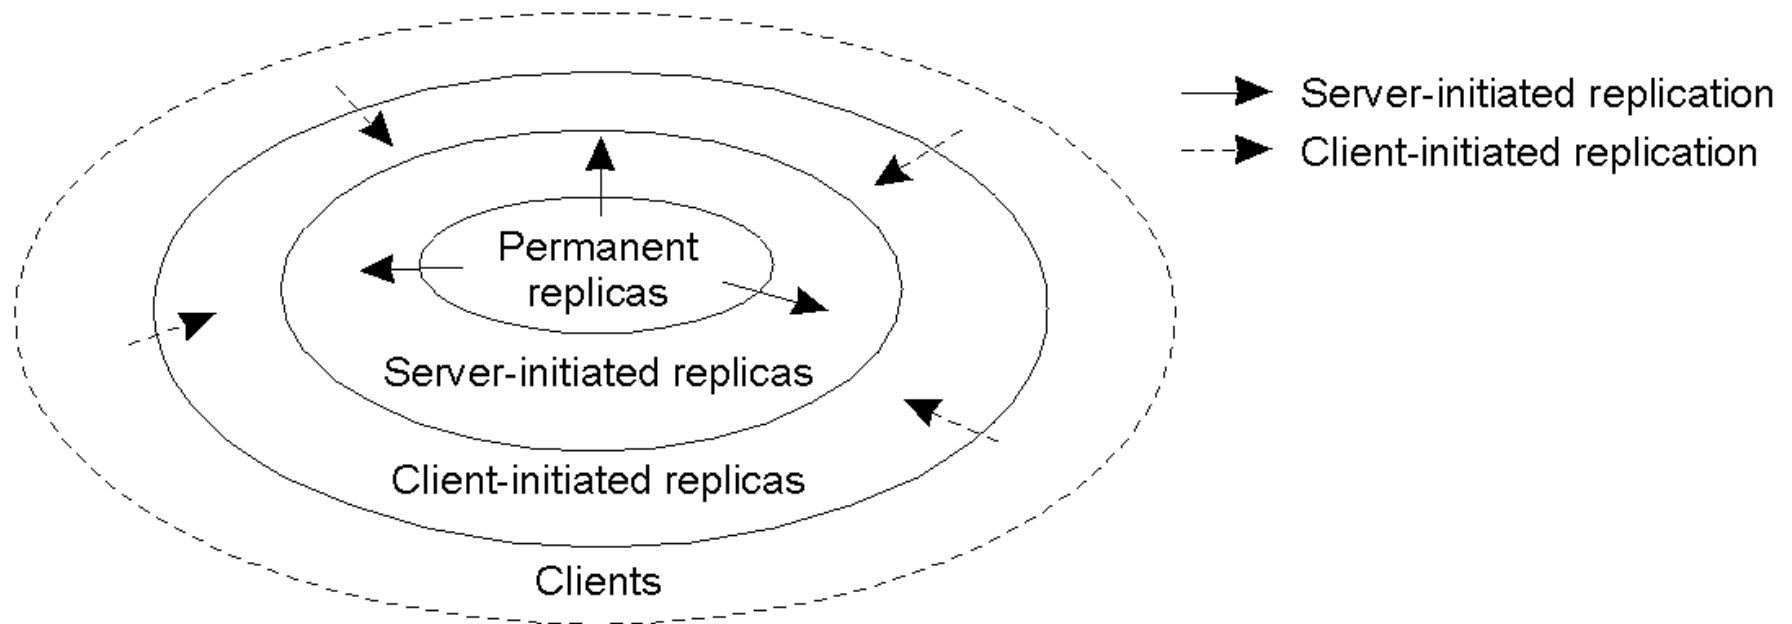 Server-initiated replication
Client-initiated replication
Permanent
replicas
Server-initiated replicas
Client-initiated replicas
Clients